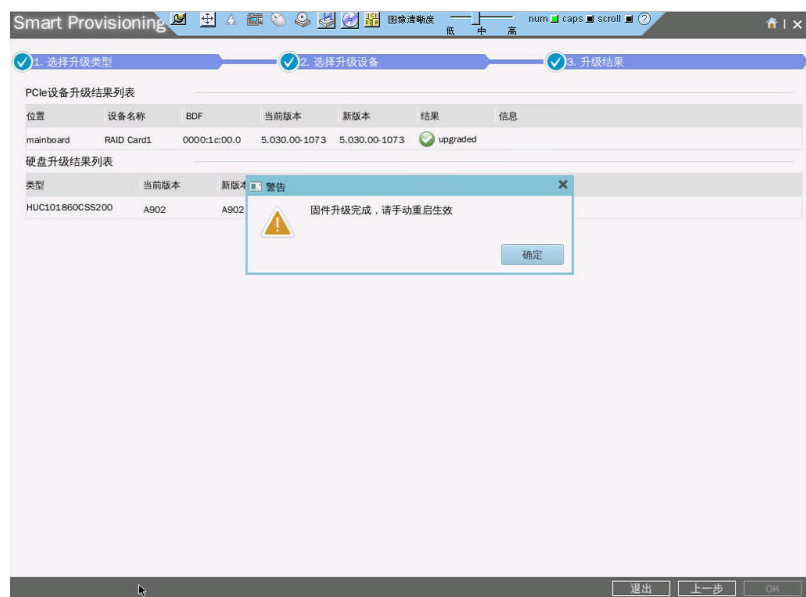 Smart Provisioning 图像清晰度 低 中 高 num caps scroll ?
1. 选择升级类型 2. 选择升级设备 3. 升级结果
PCIe设备升级结果列表
位置 设备名称 BDF 当前版本 新版本 结果 信息
mainboard RAID Card1 0000:1c:00.0 5.030.00-1073 5.030.00-1073 upgraded
硬盘升级结果列表
类型 当前版本 新版本
HUC101860CSS200 A902 A902
警告
固件升级完成，请手动重启生效
确定
退出 上一步 OK